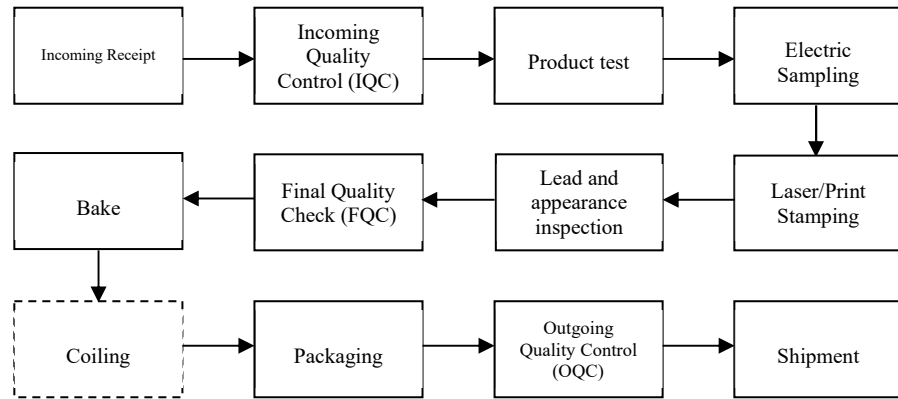 Incoming Receipt
Incoming
Quality
Control (IQC)
Product test
Electric
Sampling
Bake
Final Quality
Check (FQC)
Lead and
appearance
inspection
Laser/Print
Stamping
Coiling
Packaging
Outgoing
Quality Control
(OQC)
Shipment